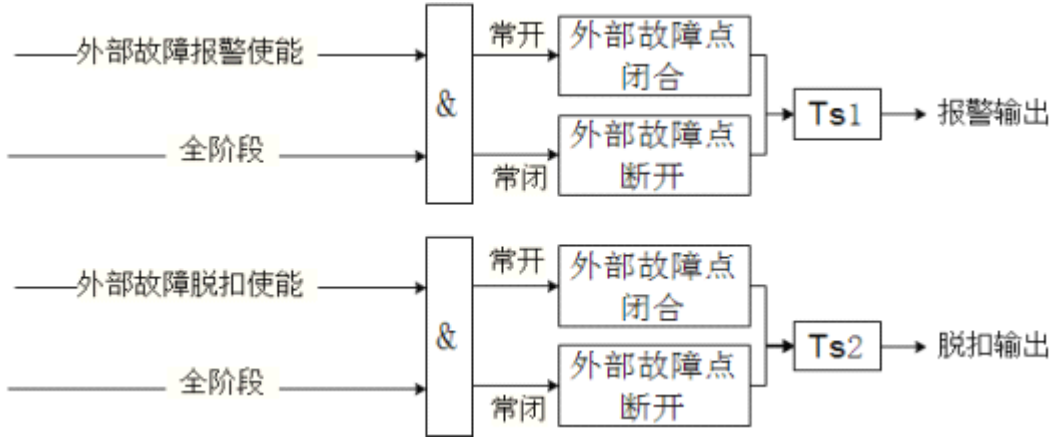 外部故障报警使能
全阶段
&
常开
常闭
外部故障点
闭合
外部故障点
断开
Ts1
报警输出
外部故障脱扣使能
全阶段
&
常开
常闭
外部故障点
闭合
外部故障点
断开
Ts2
脱扣输出